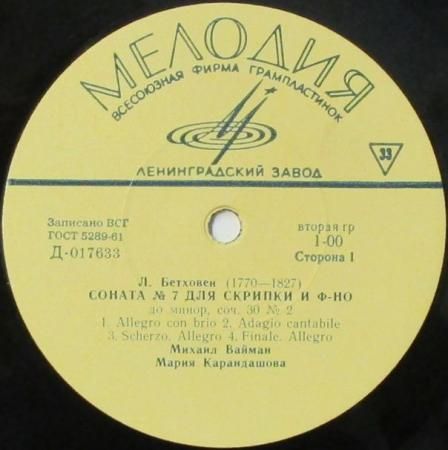 МЕЛОДИЯ
ВСЕСОЮЗНАЯ ФИРМА ГРАМПЛАСТИНОК
33
ЛЕНИНГРАДСКИЙ ЗАВОД
Записано ВСГ
ГОСТ 5289-61
Д-017633
вторая гр
1-00
Сторона 1
Л. Бетховен (1770—1827)
СОНАТА № 7 ДЛЯ СКРИПКИ И Ф-НО
до минор, соч. 30 № 2
1. Allegro con brio 2. Adagio cantabile
3. Scherzo. Allegro 4. Finale. Allegro
Михаил Вайман
Мария Карандашова